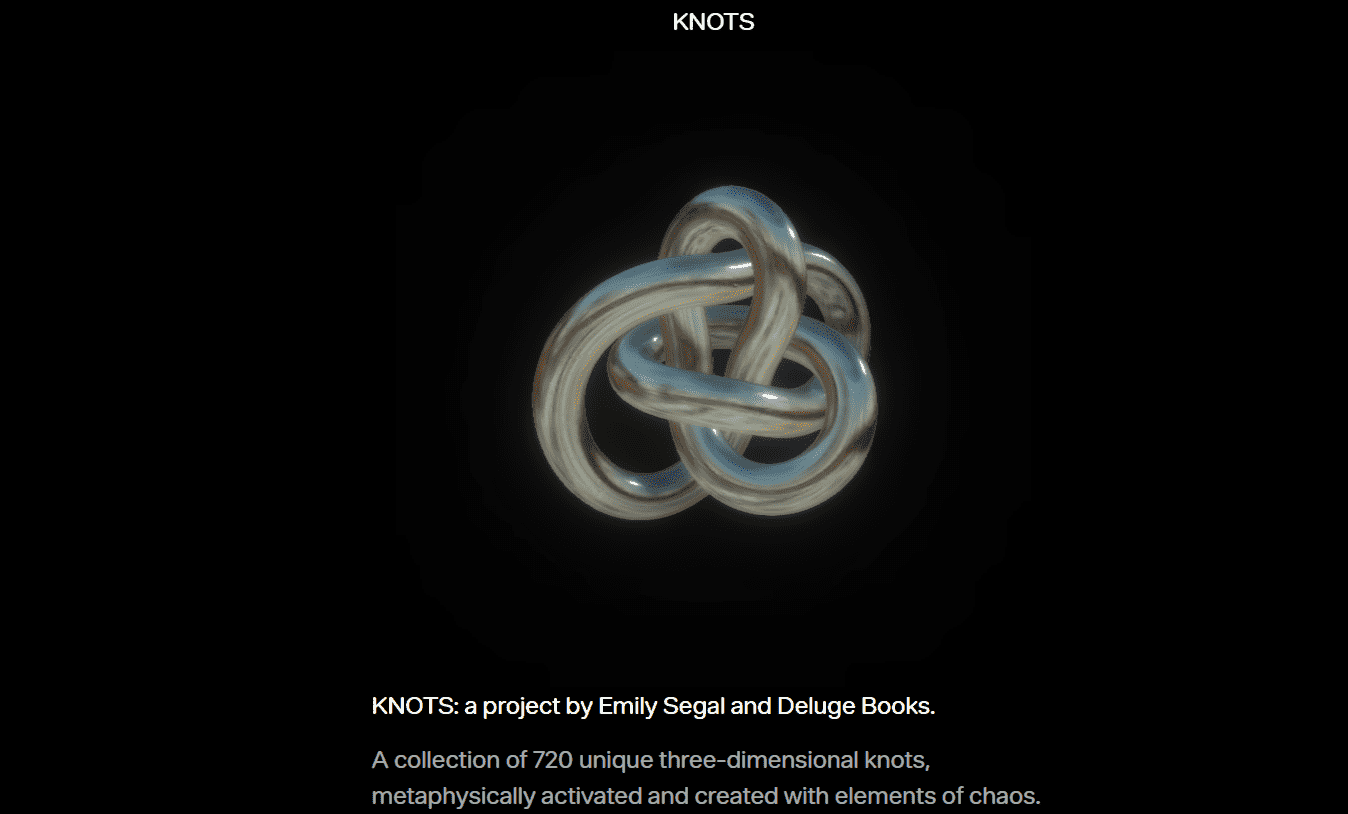 KNOTS
KNOTS: a project by Emily Segal and Deluge Books.
A collection of 720 unique three-dimensional knots,
metaphysically activated and created with elements of chaos.